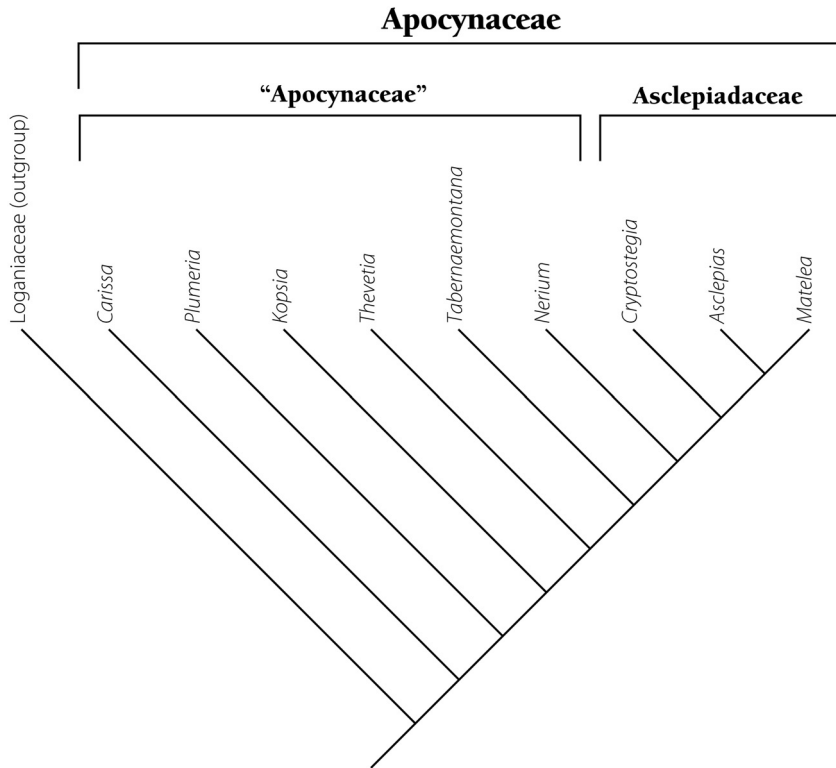 Apocynaceae
“Apocynaceae”
Asclepiadaceae
Loganiaceae (outgroup)
Carissa
Plumeria
Kopsia
Thevetia
Tabernaemontana
Nerium
Cryptostegia
Asclepias
Matelea